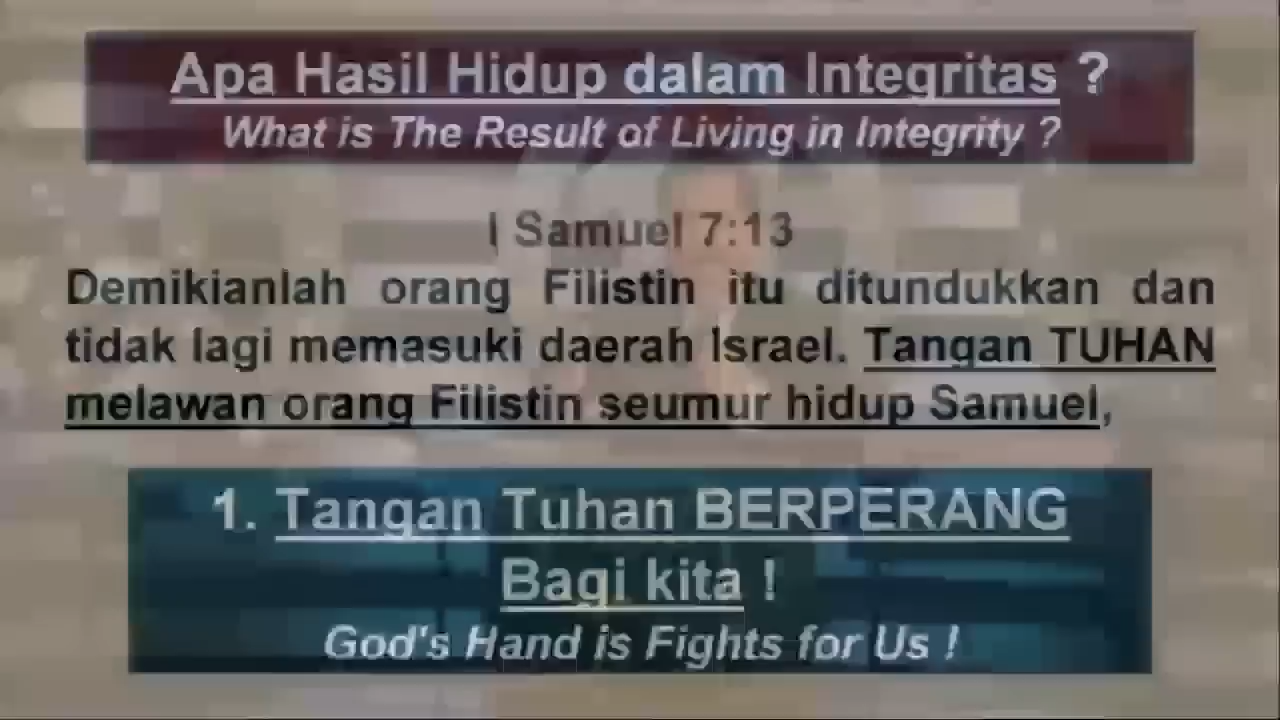 Apa Hasil Hidup dalam Integritas ?
What is The Result of Living in Integrity ?
I Samuel 7:13
Demikianlah orang Filistin itu ditundukkan dan
tidak lagi memasuki daerah Israel. Tangan TUHAN
melawan orang Filistin seumur hidup Samuel,
1. Tangan Tuhan BERPERANG
Bagi kita !
God's Hand is Fights for Us !